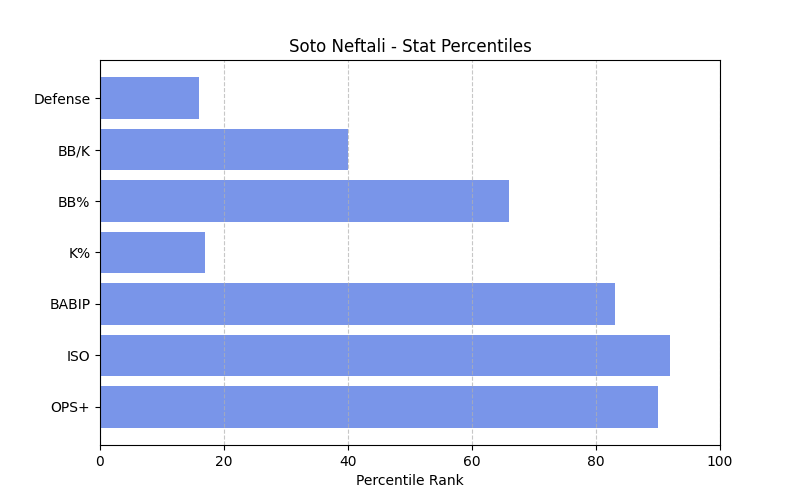 Soto Neftali - Stat Percentiles
Defense
BB/K
BB%
K%
BABIP
ISO
OPS+
0 20 40 60 80 100
Percentile Rank